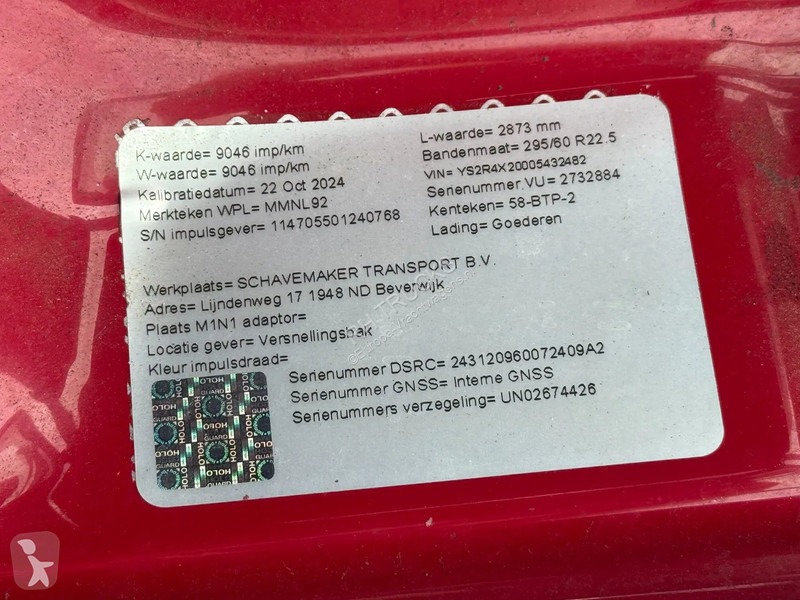 K-waarde= 9046 imp/km
W-waarde= 9046 imp/km
Kalibratiedatum= 22 Oct 2024
Merkteken WPL= MMNL92
S/N impulsgever= 114705501240768
L-waarde= 2873 mm
Bandenmaat= 295/60 R22.5
VIN= YS2R4X20005432482
Serienummer VU= 2732884
Kenteken= 58-BTP-2
Lading= Goederen
Werkplaats= SCHAVEMAKER TRANSPORT B.V.
Adres= Lijndenweg 17 1948 ND Beverwijk
Plaats M1N1 adaptor=
Locatie gever= Versnellingsbak
Kleur impulsdraad=
Serienummer DSRC= 243120960072409A2
Serienummer GNSS= Interne GNSS
Serienummers verzegeling= UN02674426
HOLO
GUARD